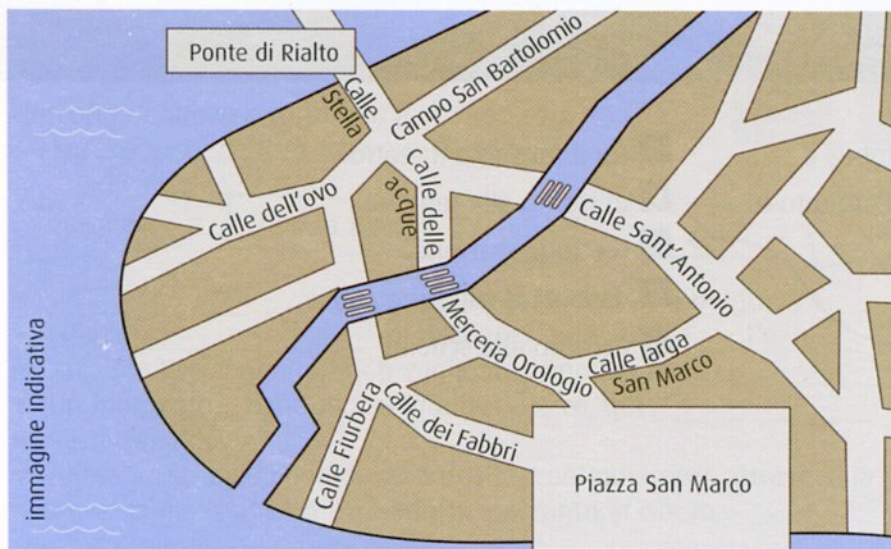 Ponte di Rialto
Calle
Stella
Campo San Bartolomio
Calle dell'ovo
Calle delle
acque
Calle Sant'Antonio
Merceria Orologio
Calle larga
San Marco
Calle Fiurbera
Calle dei Fabbri
Piazza San Marco
immagine indicativa